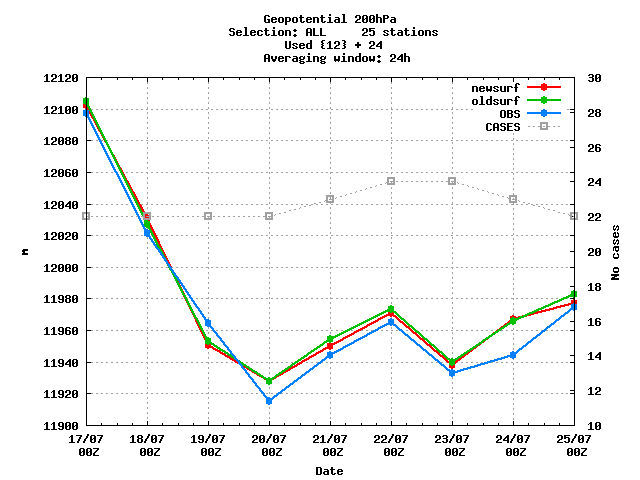 Geopotential 200hPa
Selection: ALL 25 stations
Used {12} + 24
Averaging window: 24h
newsurf
oldsurf
OBS
CASES
12120
12100
12080
12060
12040
12020
12000
11980
11960
11940
11920
11900
30
28
26
24
22
20
18
16
14
12
10
m
No cases
17/07 18/07 19/07 20/07 21/07 22/07 23/07 24/07 25/07
00Z 00Z 00Z 00Z 00Z 00Z 00Z 00Z 00Z
Date